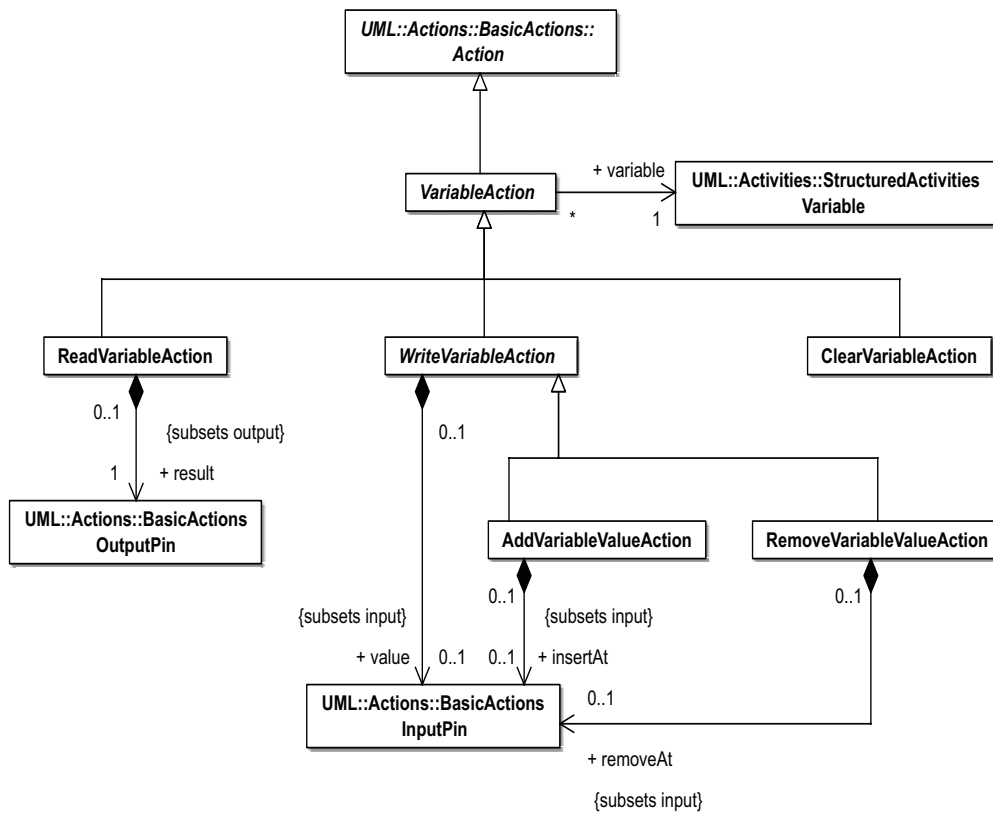 UML::Actions::BasicActions::
Action
+ variable
VariableAction
UML::Activities::StructuredActivities
Variable
*
1
ReadVariableAction
WriteVariableAction
ClearVariableAction
0..1
{subsets output}
0..1
1
+ result
UML::Actions::BasicActions
OutputPin
AddVariableValueAction
RemoveVariableValueAction
0..1
0..1
{subsets input}
{subsets input}
+ value
0..1
0..1
+ insertAt
UML::Actions::BasicActions
InputPin
0..1
+ removeAt
{subsets input}